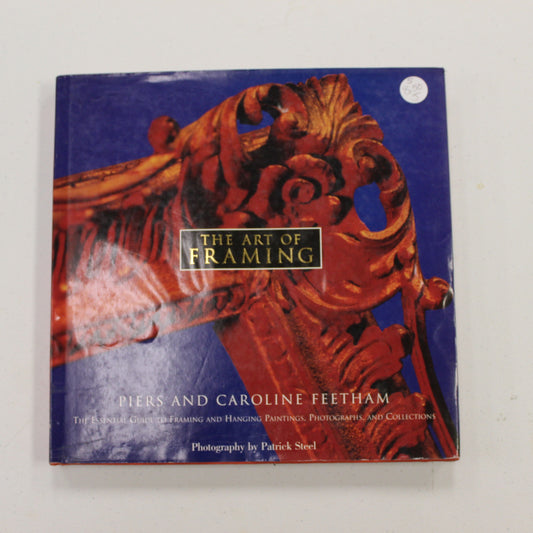 THE ART OF
FRAMING
PIERS AND CAROLINE FEETHAM
THE ESSENTIAL GUIDE TO FRAMING AND HANGING PAINTINGS, PHOTOGRAPHS, AND COLLECTIONS
Photography by Patrick Steel